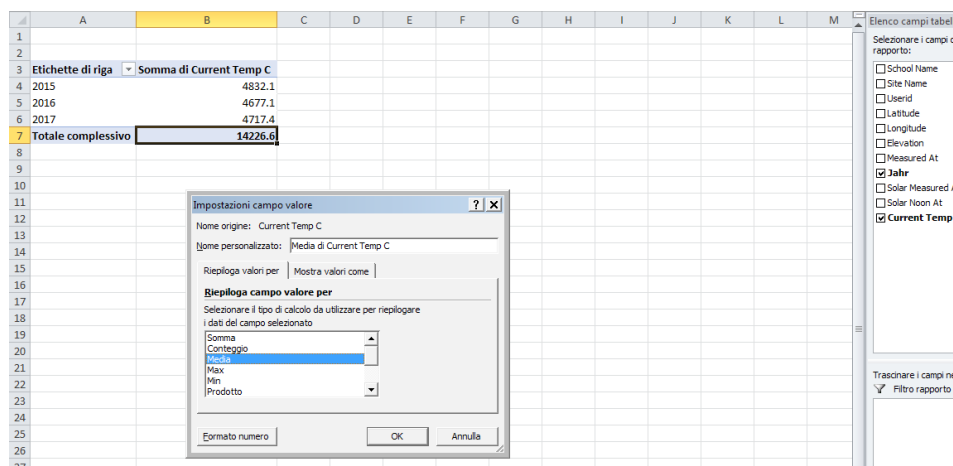 A B C D E F G H I J K L M
Elenco campi tabel
Selezionare i campi
rapporto:
1
2
3 Etichette di riga Somma di Current Temp C
4 2015 4832.1
5 2016 4677.1
6 2017 4717.4
7 Totale complessivo 14226.6
8
9
10
11
12
13
14
15
16
17
18
19
20
21
22
23
24
25
26
27
School Name
Site Name
Userid
Latitude
Longitude
Elevation
Measured At
Jahr
Solar Measured
Solar Noon At
Current Temp
Impostazioni campo valore ? X
Nome origine: Current Temp C
Nome personalizzato: Media di Current Temp C
Riepiloga valori per Mostra valori come
Riepiloga campo valore per
Selezionare il tipo di calcolo da utilizzare per riepilogare
i dati del campo selezionato
Somma
Conteggio
Media
Max
Min
Prodotto
Formato numero OK Annulla
Trascinare i campi ne
Filtro rapporto